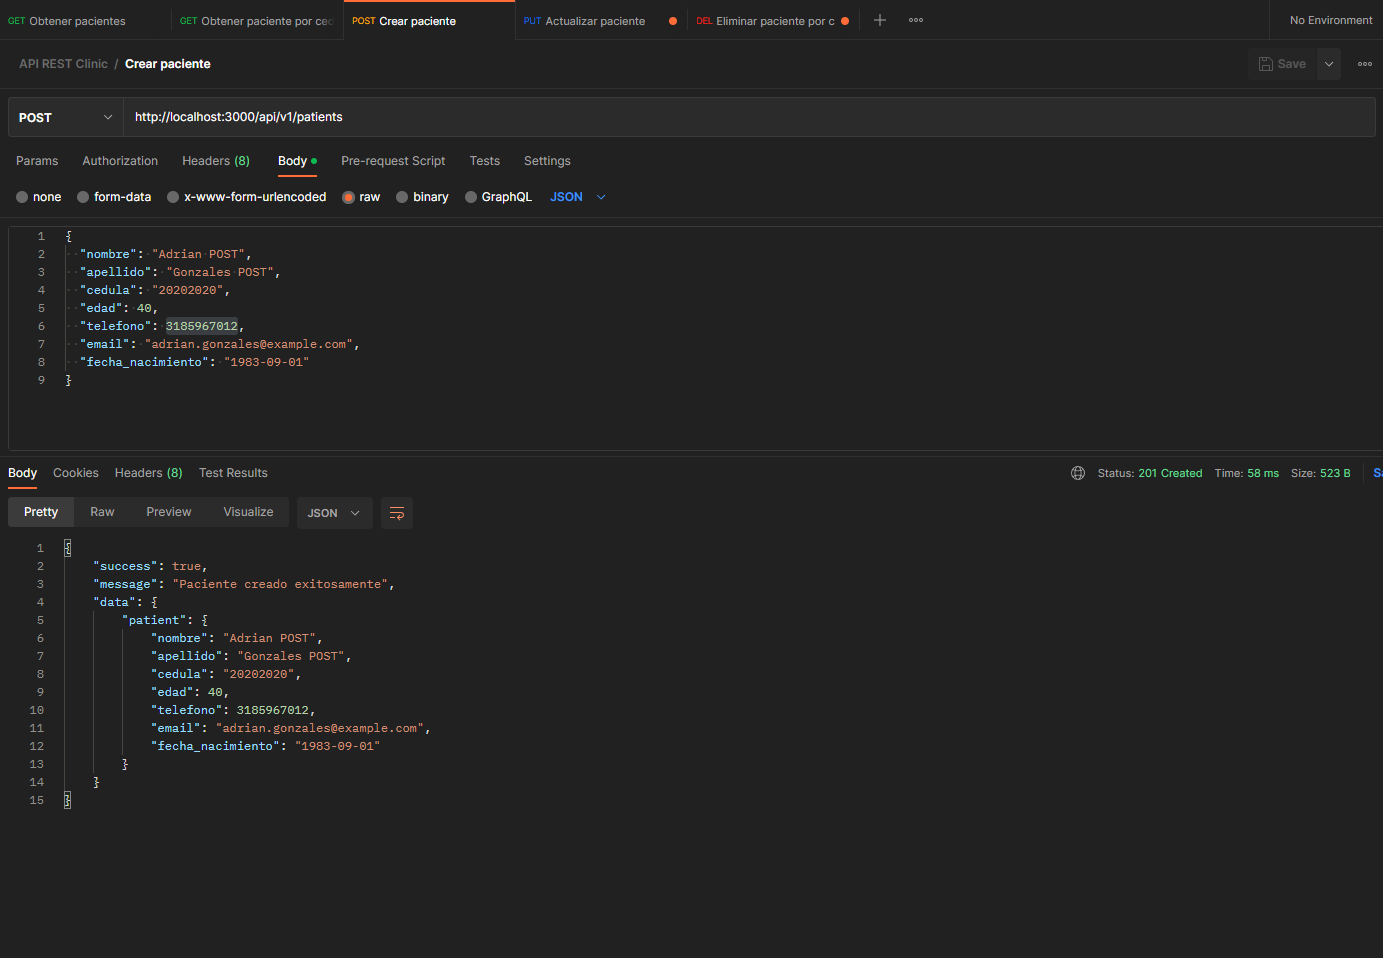 GET Obtener pacientes
GET Obtener paciente por ced
POST Crear paciente
PUT Actualizar paciente
DEL Eliminar paciente por c
No Environment
API REST Clinic / Crear paciente
Save
POST
http://localhost:3000/api/v1/patients
Params Authorization Headers (8) Body Pre-request Script Tests Settings
none form-data x-www-form-urlencoded raw binary GraphQL JSON
1 {
2 "nombre": "Adrian POST",
3 "apellido": "Gonzales POST",
4 "cedula": "20202020",
5 "edad": 40,
6 "telefono": 3185967012,
7 "email": "adrian.gonzales@example.com",
8 "fecha_nacimiento": "1983-09-01"
9 }
Body Cookies Headers (8) Test Results
Status: 201 Created Time: 58 ms Size: 523 B
Pretty Raw Preview Visualize JSON
1 {
2 "success": true,
3 "message": "Paciente creado exitosamente",
4 "data": {
5 "patient": {
6 "nombre": "Adrian POST",
7 "apellido": "Gonzales POST",
8 "cedula": "20202020",
9 "edad": 40,
10 "telefono": 3185967012,
11 "email": "adrian.gonzales@example.com",
12 "fecha_nacimiento": "1983-09-01"
13 }
14 }
15 }